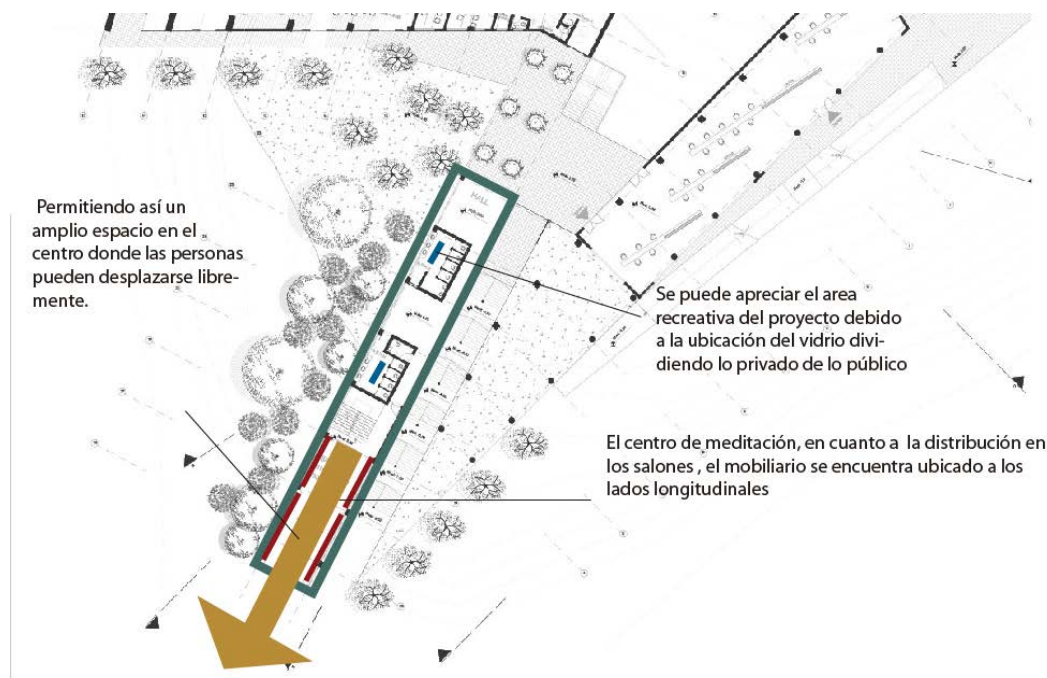 HALL
Permitiendo así un
amplio espacio en el
centro donde las personas
pueden desplazarse libre-
mente.
Se puede apreciar el area
recreativa del proyecto debido
a la ubicación del vidrio divi-
diendo lo privado de lo público
El centro de meditación, en cuanto a la distribución en
los salones , el mobiliario se encuentra ubicado a los
lados longitudinales